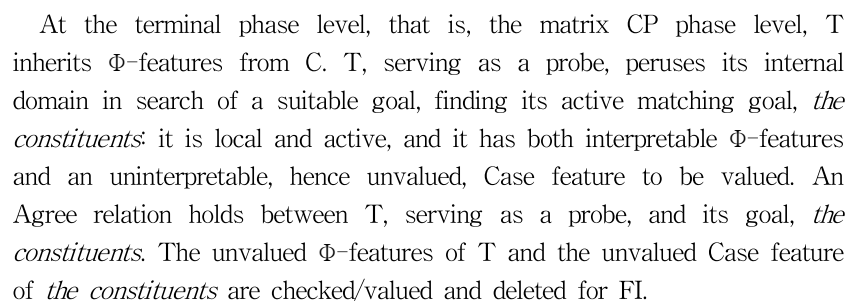 At the terminal phase level, that is, the matrix CP phase level, T
inherits Φ-features from C. T, serving as a probe, peruses its internal
domain in search of a suitable goal, finding its active matching goal, the
constituents: it is local and active, and it has both interpretable Φ-features
and an uninterpretable, hence unvalued, Case feature to be valued. An
Agree relation holds between T, serving as a probe, and its goal, the
constituents. The unvalued Φ-features of T and the unvalued Case feature
of the constituents are checked/valued and deleted for FI.